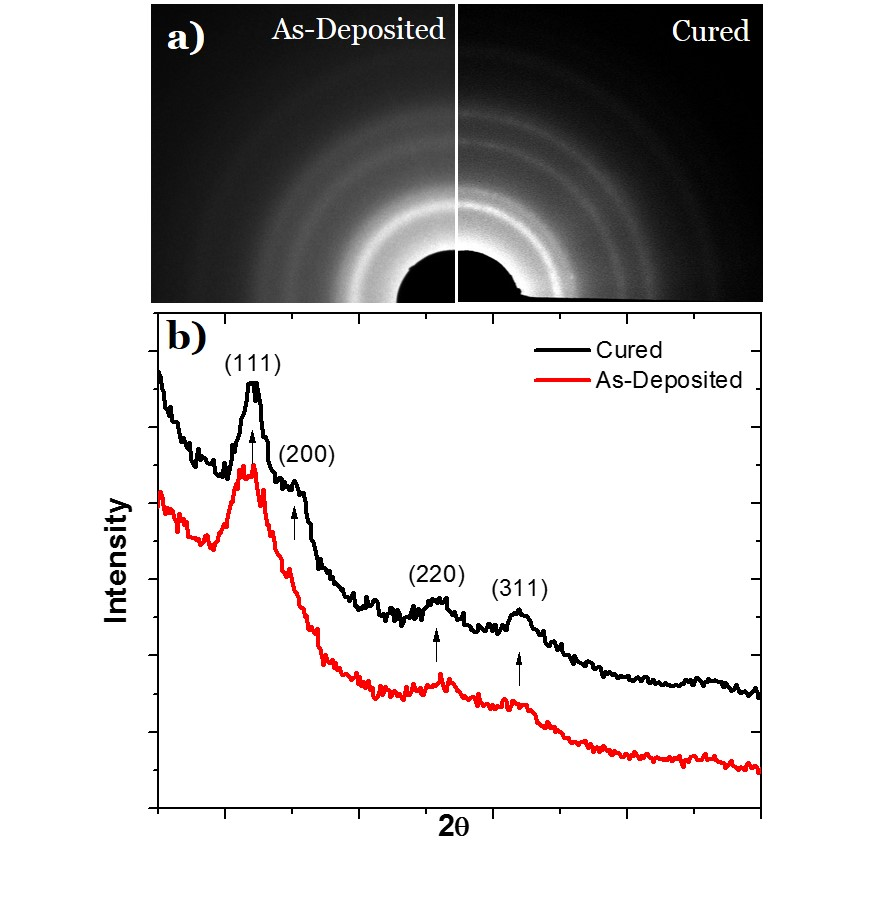 a)
As-Deposited
Cured
b)
(111)
(200)
(220)
(311)
Cured
As-Deposited
Intensity
2θ